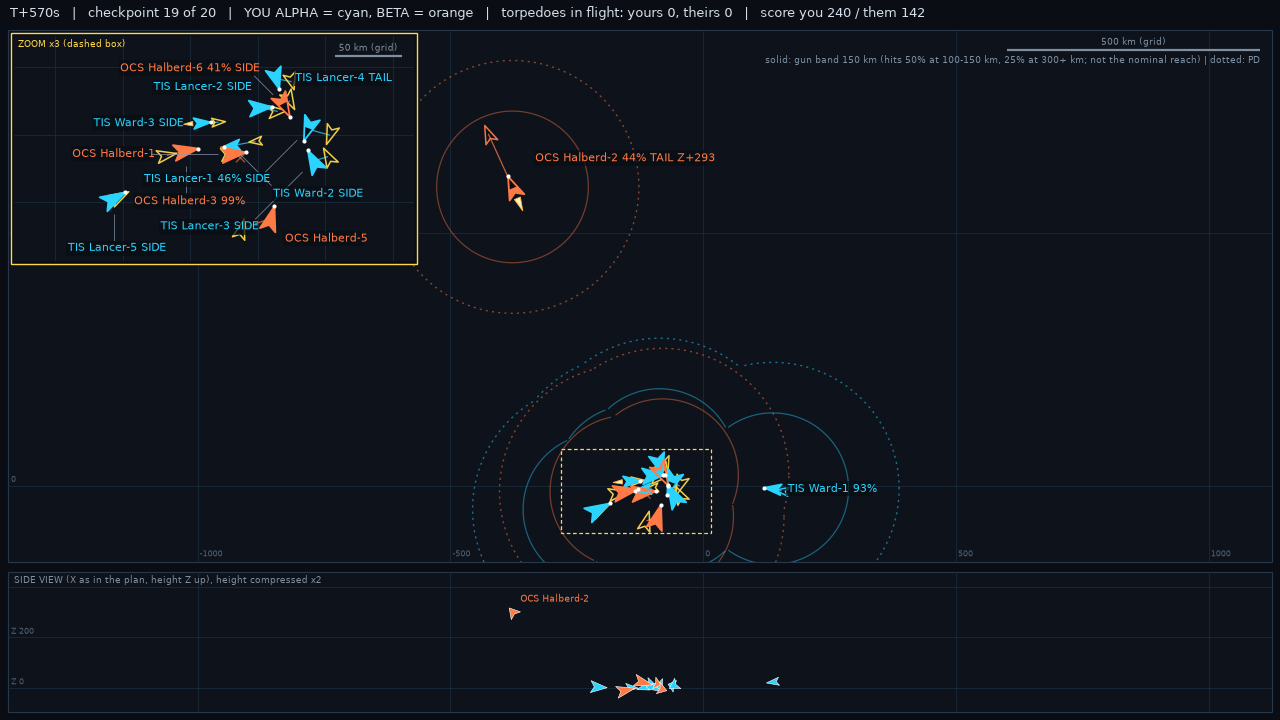 T+570s | checkpoint 19 of 20 | YOU ALPHA = cyan, BETA = orange | torpedoes in flight: yours 0, theirs 0 | score you 240 / them 142
ZOOM x3 (dashed box)
50 km (grid)
500 km (grid)
solid: gun band 150 km (hits 50% at 100-150 km, 25% at 300+ km; not the nominal reach) | dotted: PD
OCS Halberd-6 41% SIDE
TIS Lancer-4 TAIL
TIS Lancer-2 SIDE
TIS Ward-3 SIDE
OCS Halberd-1
TIS Lancer-1 46% SIDE
TIS Ward-2 SIDE
OCS Halberd-3 99%
TIS Lancer-3 SIDE
OCS Halberd-5
TIS Lancer-5 SIDE
OCS Halberd-2 44% TAIL Z+293
0
TIS Ward-1 93%
-1000
-500
0
500
1000
SIDE VIEW (X as in the plan, height Z up), height compressed x2
OCS Halberd-2
Z 200
Z 0